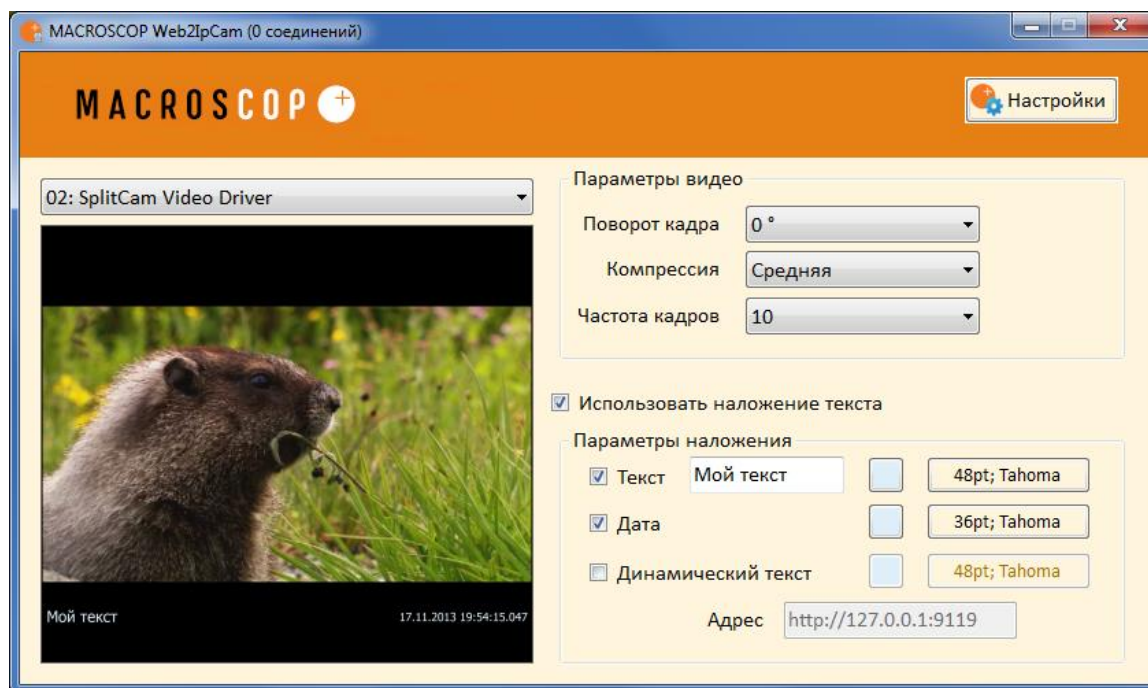 MACROSCOP Web2IpCam (0 соединений)
MACROSCOP
Настройки
02: SplitCam Video Driver
Мой текст 17.11.2013 19:54:15.047
Параметры видео
Поворот кадра 0 °
Компрессия Средняя
Частота кадров 10
Использовать наложение текста
Параметры наложения
Текст Мой текст 48pt; Tahoma
Дата 36pt; Tahoma
Динамический текст 48pt; Tahoma
Адрес http://127.0.0.1:9119